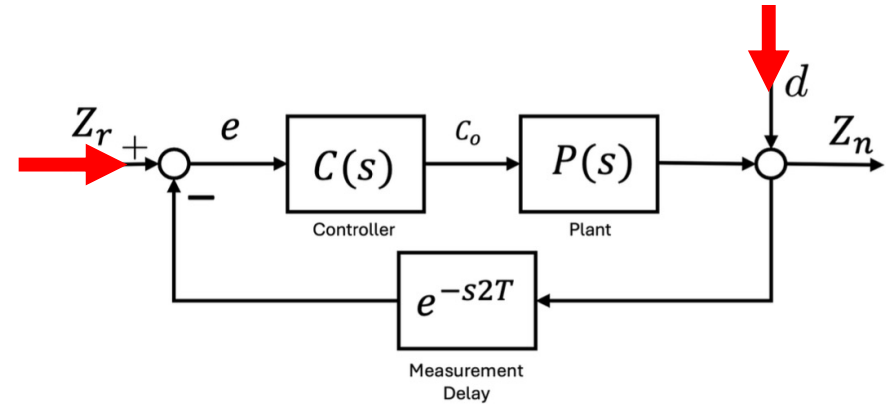 d
Z_r + e C_o Z_n
C(s) P(s)
−
Controller Plant
e^{-s2T}
Measurement
Delay